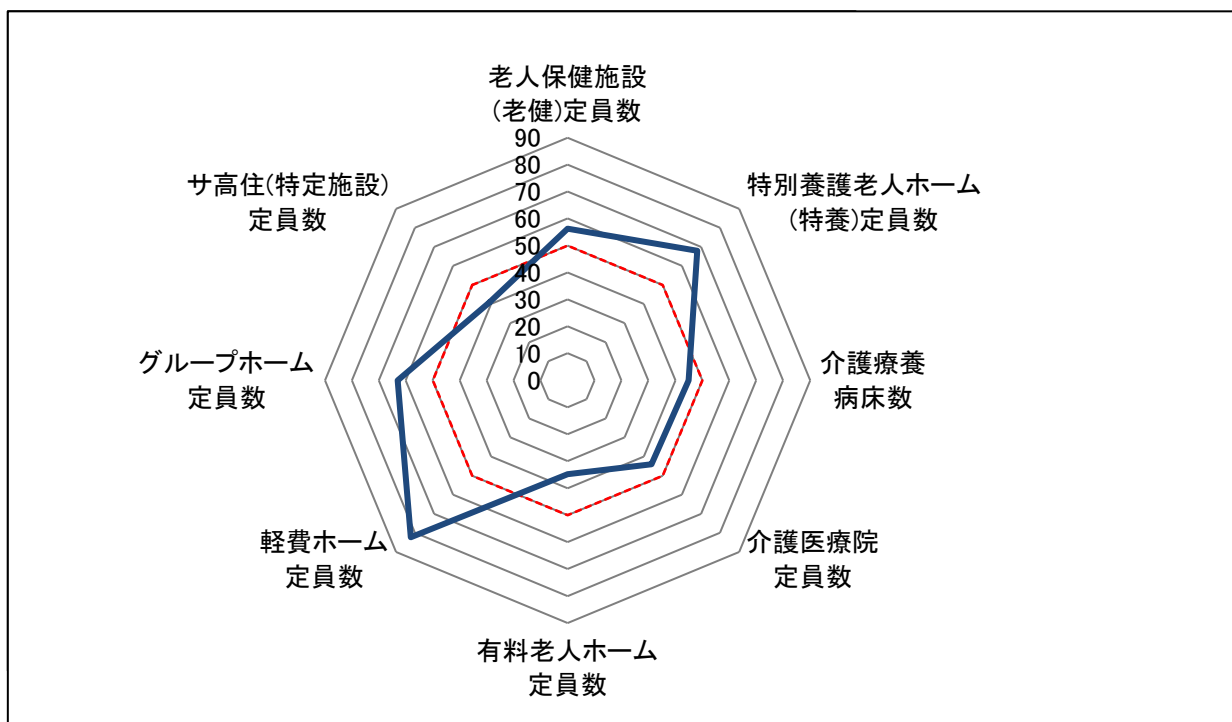 老人保健施設
(老健)定員数
特別養護老人ホーム
(特養)定員数
介護療養
病床数
介護医療院
定員数
有料老人ホーム
定員数
軽費ホーム
定員数
グループホーム
定員数
サ高住(特定施設)
定員数
90
80
70
60
50
40
30
20
10
0